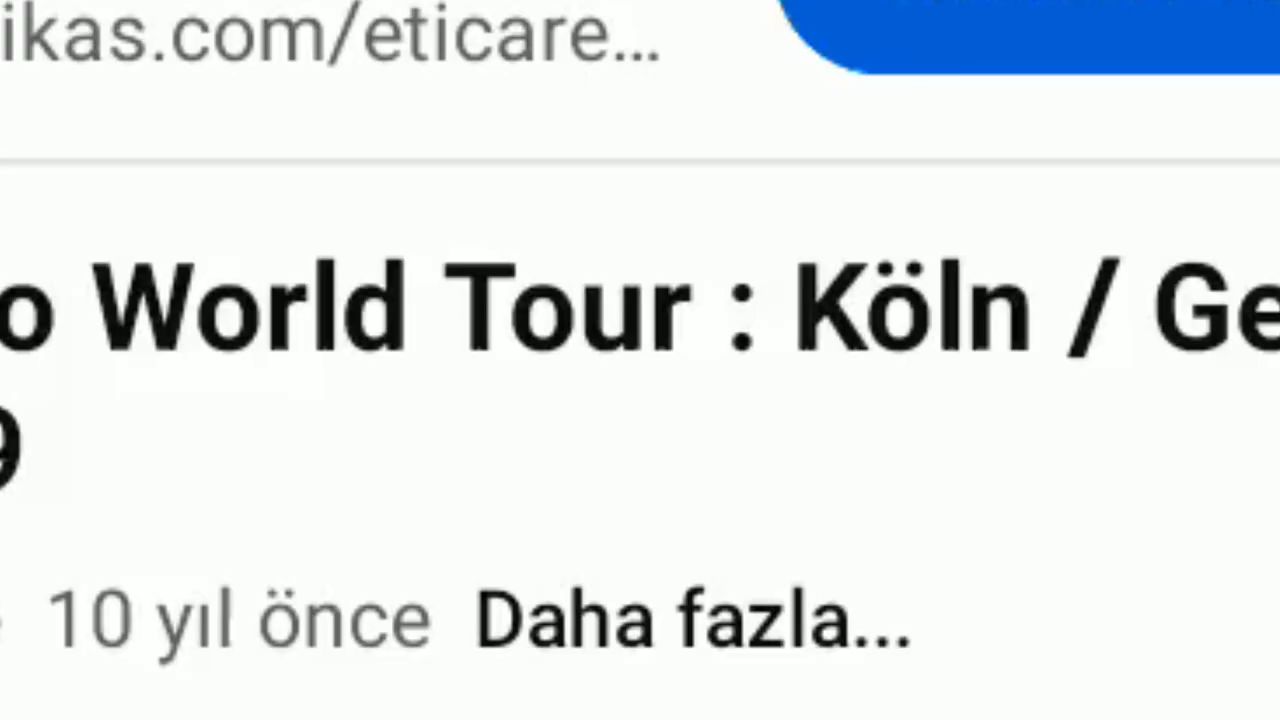 ikas.com/eticare...
o World Tour : Köln / Ge
9
10 yıl önce Daha fazla...